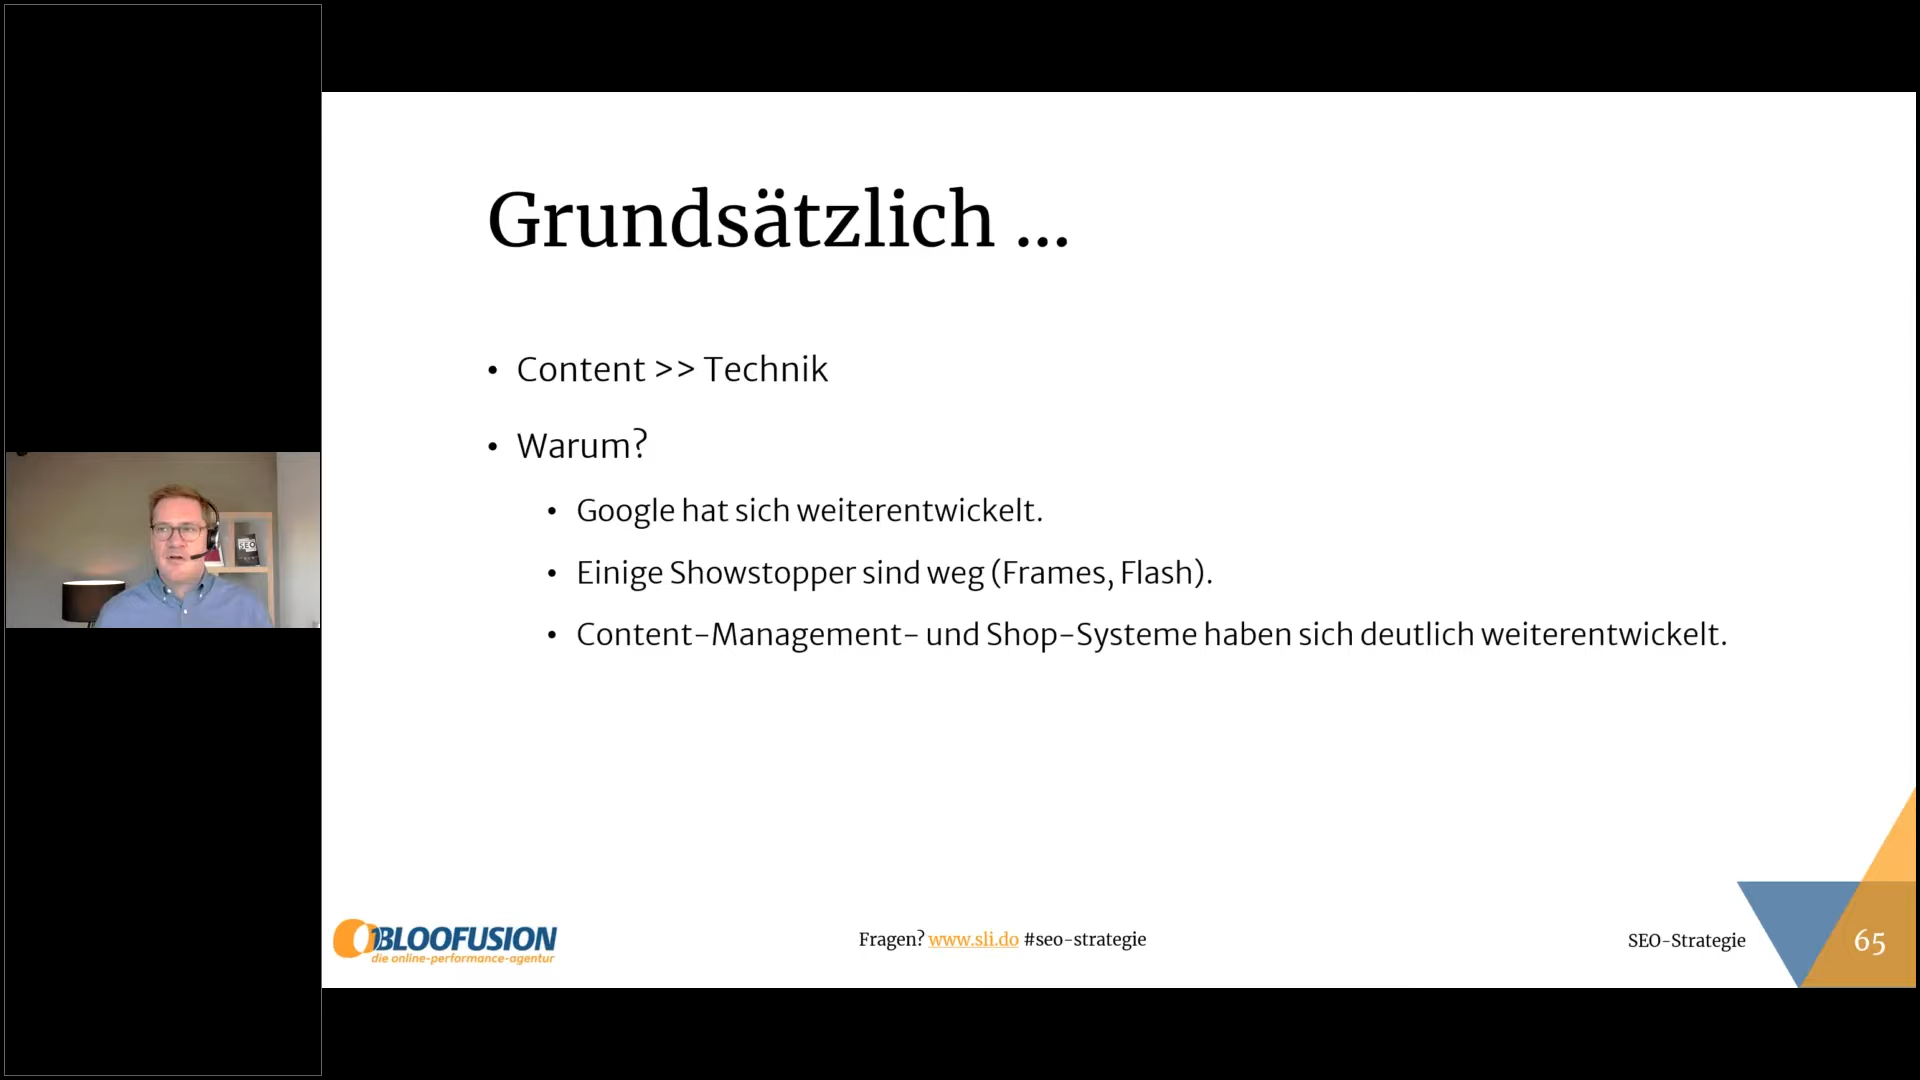 Grundsätzlich ...
• Content >> Technik
• Warum?
• Google hat sich weiterentwickelt.
• Einige Showstopper sind weg (Frames, Flash).
• Content-Management- und Shop-Systeme haben sich deutlich weiterentwickelt.
SEO
BLOOFUSION
die online-performance-agentur
Fragen? www.sli.do #seo-strategie
SEO-Strategie
65